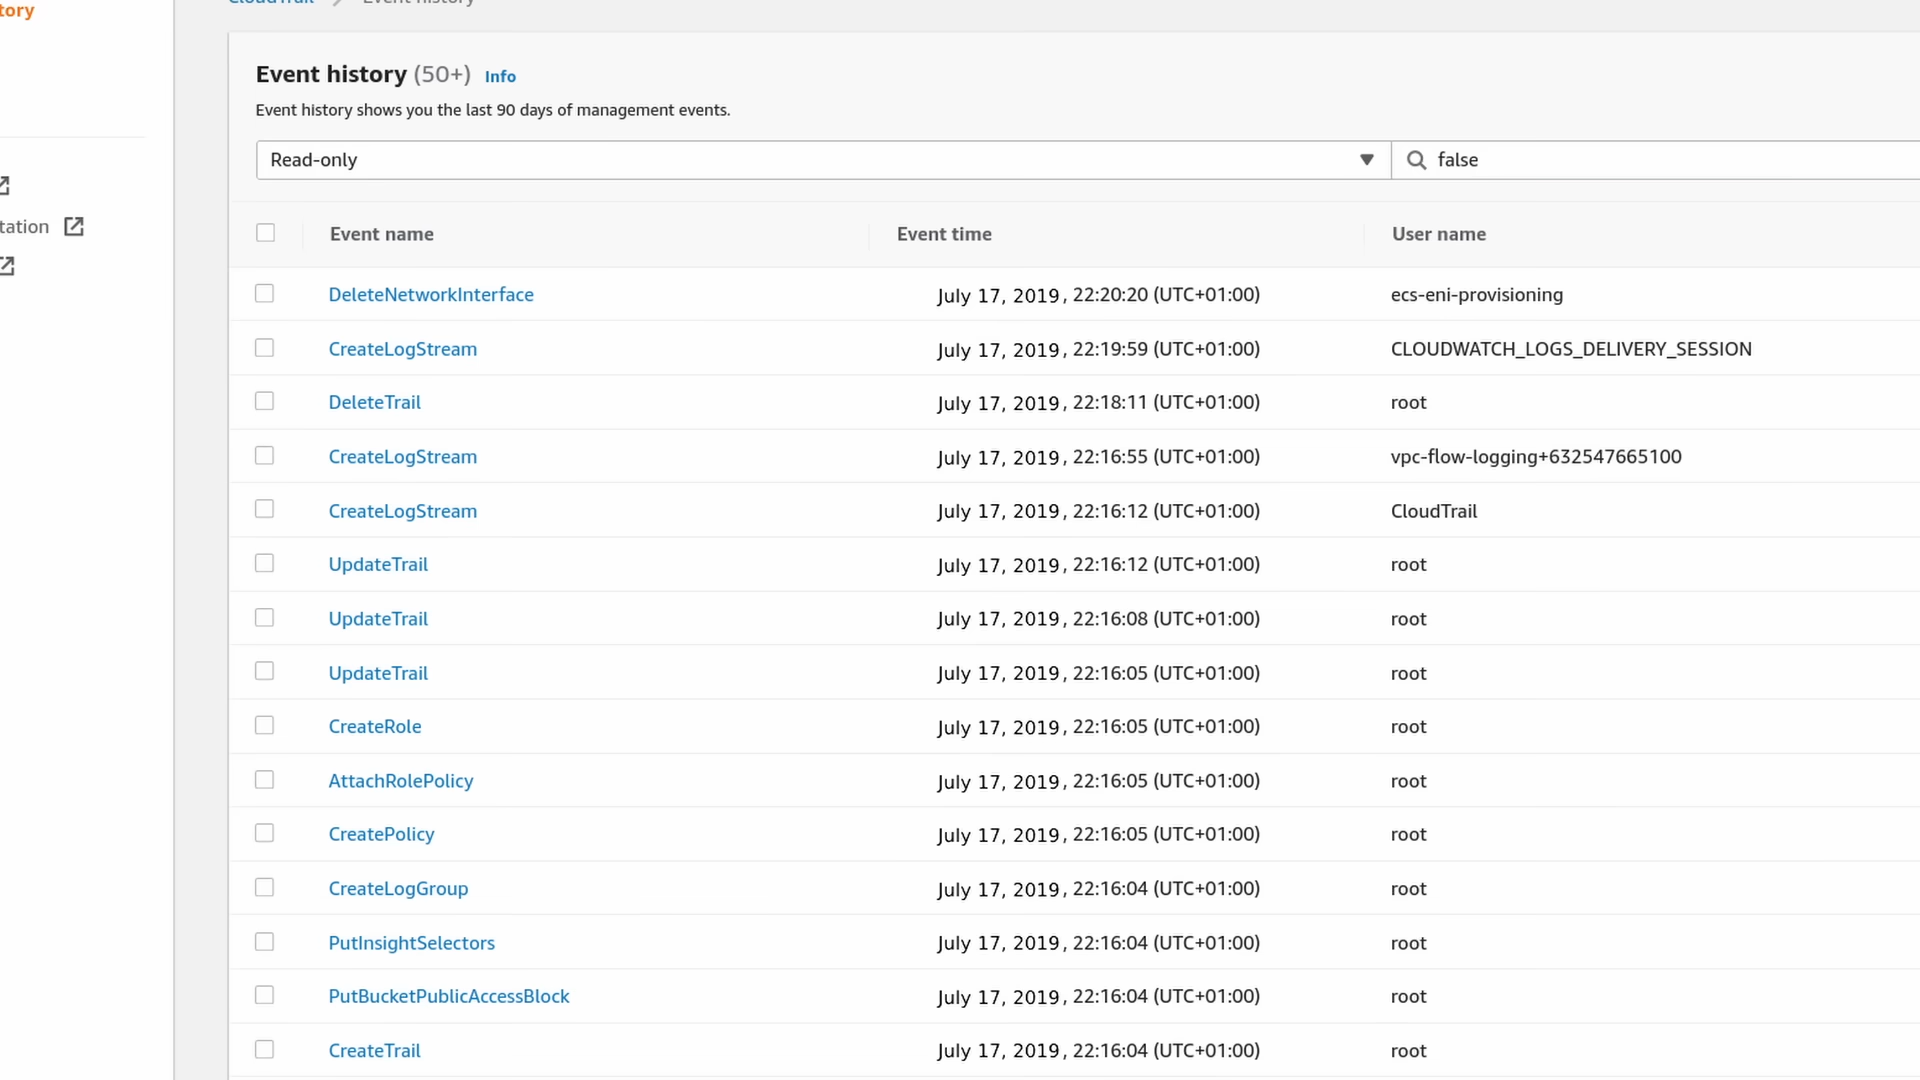 tory
CloudTrail > Event history
Event history (50+) Info
Event history shows you the last 90 days of management events.
Read-only false
tation
Event name Event time User name
DeleteNetworkInterface July 17, 2019, 22:20:20 (UTC+01:00) ecs-eni-provisioning
CreateLogStream July 17, 2019, 22:19:59 (UTC+01:00) CLOUDWATCH_LOGS_DELIVERY_SESSION
DeleteTrail July 17, 2019, 22:18:11 (UTC+01:00) root
CreateLogStream July 17, 2019, 22:16:55 (UTC+01:00) vpc-flow-logging+632547665100
CreateLogStream July 17, 2019, 22:16:12 (UTC+01:00) CloudTrail
UpdateTrail July 17, 2019, 22:16:12 (UTC+01:00) root
UpdateTrail July 17, 2019, 22:16:08 (UTC+01:00) root
UpdateTrail July 17, 2019, 22:16:05 (UTC+01:00) root
CreateRole July 17, 2019, 22:16:05 (UTC+01:00) root
AttachRolePolicy July 17, 2019, 22:16:05 (UTC+01:00) root
CreatePolicy July 17, 2019, 22:16:05 (UTC+01:00) root
CreateLogGroup July 17, 2019, 22:16:04 (UTC+01:00) root
PutInsightSelectors July 17, 2019, 22:16:04 (UTC+01:00) root
PutBucketPublicAccessBlock July 17, 2019, 22:16:04 (UTC+01:00) root
CreateTrail July 17, 2019, 22:16:04 (UTC+01:00) root